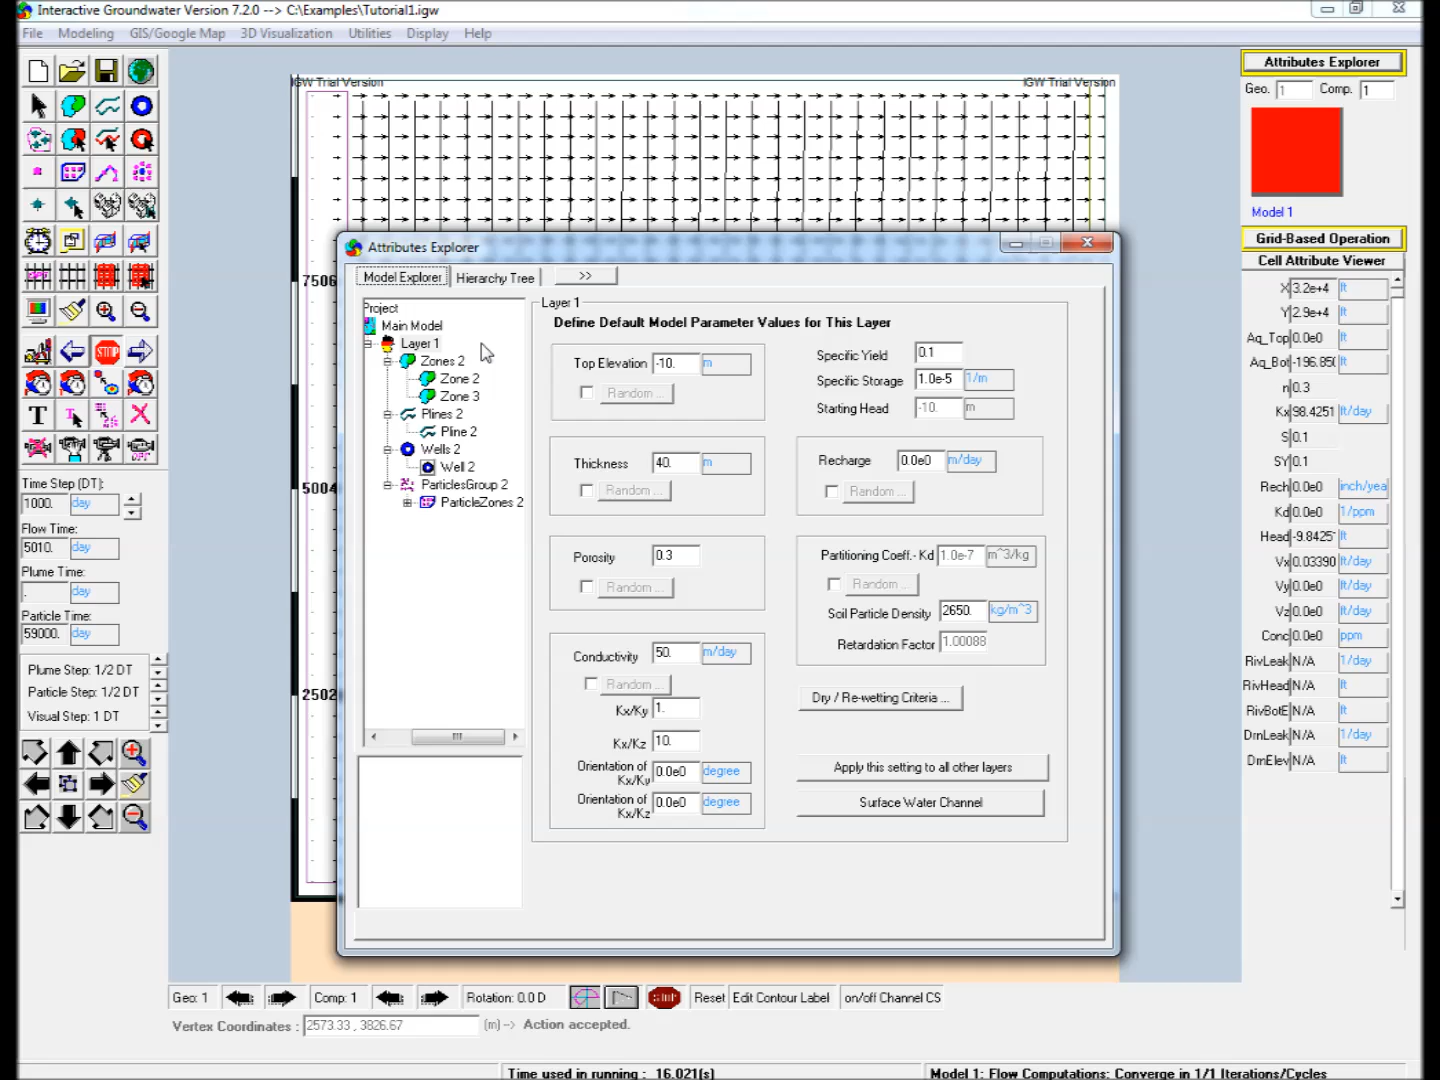 Interactive Groundwater Version 7.2.0 --> C:\Examples\Tutorial1.igw
File Modeling GIS/Google Map 3D Visualization Utilities Display Help
IGW Trial Version IGW Trial Version
7506
5004
2502
Time Step (DT):
1000. day
Flow Time:
5010. day
Plume Time:
. day
Particle Time:
59000. day
Plume Step: 1/2 DT
Particle Step: 1/2 DT
Visual Step: 1 DT
Attributes Explorer
Model Explorer Hierarchy Tree >>
Project
Main Model
Layer 1
Zones 2
Zone 2
Zone 3
Plines 2
Pline 2
Wells 2
Well 2
ParticlesGroup 2
ParticleZones 2
Layer 1
Define Default Model Parameter Values for This Layer
Top Elevation -10. m
Random ...
Thickness 40. m
Random ...
Porosity 0.3
Random ...
Conductivity 50. m/day
Random ...
Kx/Ky 1.
Kx/Kz 10.
Orientation of Kx/Ky 0.0e0 degree
Orientation of Kx/Kz 0.0e0 degree
Specific Yield 0.1
Specific Storage 1.0e-5 1/m
Starting Head -10. m
Recharge 0.0e0 m/day
Random ...
Partitioning Coeff.- Kd 1.0e-7 m^3/kg
Random ...
Soil Particle Density 2650. kg/m^3
Retardation Factor 1.00088
Dry / Re-wetting Criteria ...
Apply this setting to all other layers
Surface Water Channel
Attributes Explorer
Geo. 1 Comp. 1
Model 1
Grid-Based Operation
Cell Attribute Viewer
X 3.2e+4 ft
Y 2.9e+4 ft
Aq_Top 0.0e0 ft
Aq_Bot -196.850 ft
n 0.3
Kx 98.4251 ft/day
S 0.1
SY 0.1
Rech 0.0e0 inch/yea
Kd 0.0e0 1/ppm
Head -9.8425 ft
Vx 0.03390 ft/day
Vy 0.0e0 ft/day
Vz 0.0e0 ft/day
Conc 0.0e0 ppm
RivLeak N/A 1/day
RivHead N/A ft
RivBotE N/A ft
DrnLeak N/A 1/day
DrnElev N/A ft
Geo: 1 Comp: 1 Rotation: 0.0 D STOP Reset Edit Contour Label on/off Channel CS
Vertex Coordinates : 2573.33 , 3826.67 (m) -> Action accepted.
Time used in running : 16.021(s) Model 1: Flow Computations: Converge in 1/1 Iterations/Cycles